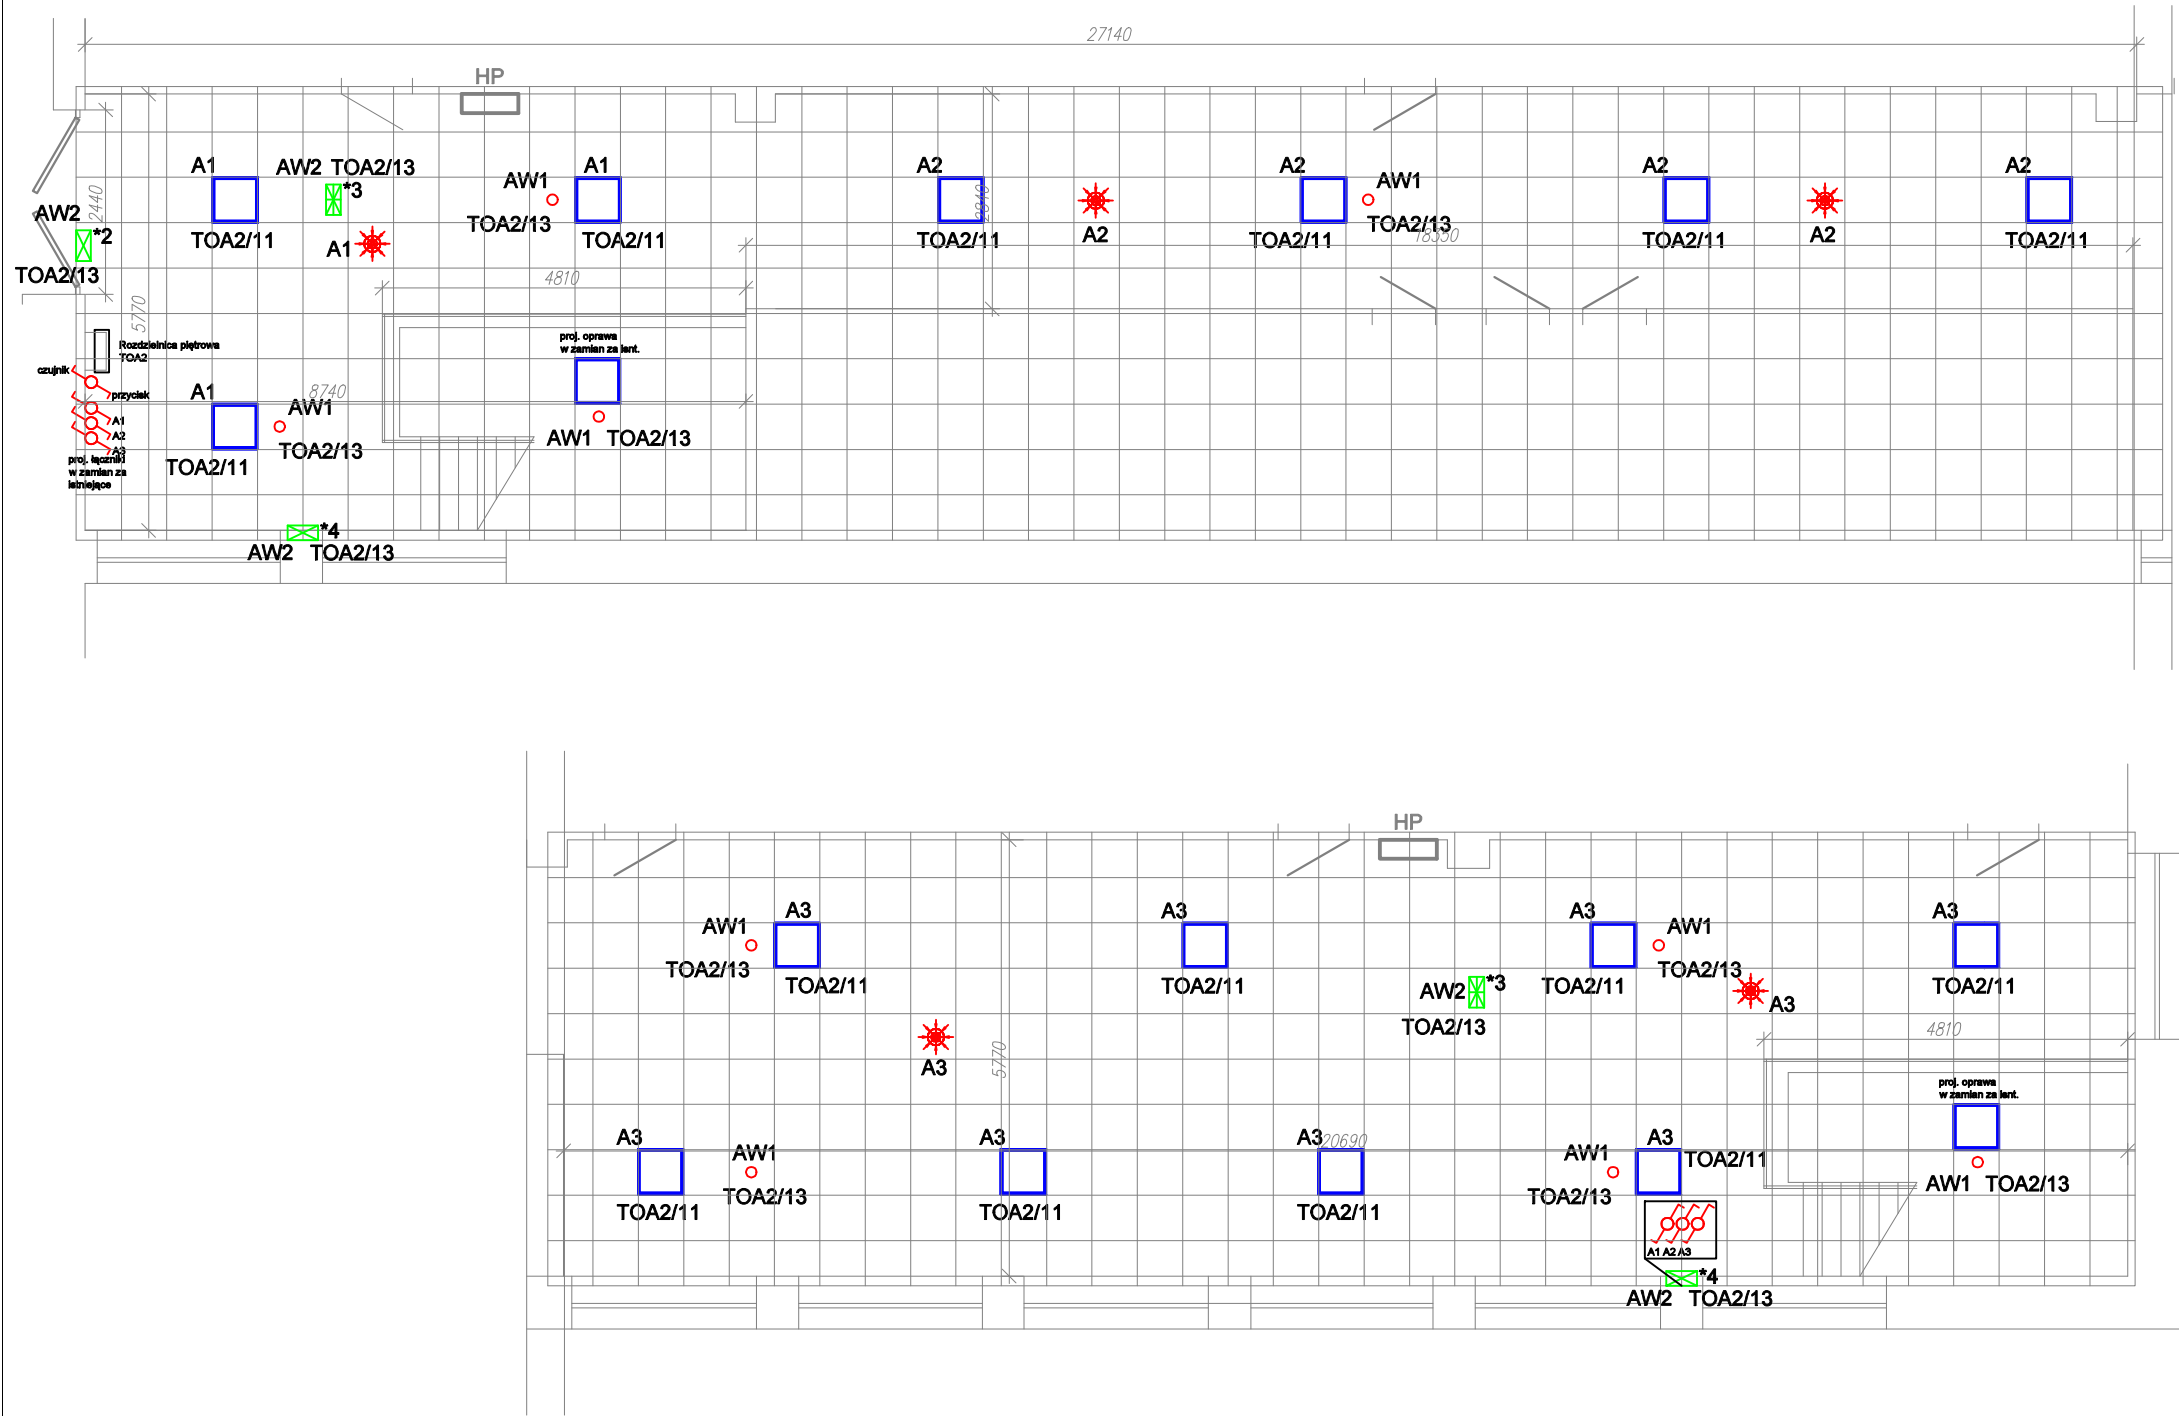 27140
HP
A1
AW2 TOA2/13
*3
AW1
A1
A2
A2
AW1
A2
A2
2440
2840
AW2
*2
TOA2/13
TOA2/11
A1
TOA2/13
TOA2/11
TOA2/11
A2
TOA2/11
TOA2/13
18350
TOA2/11
A2
TOA2/11
TOA2/13
4810
5770
Rozdzielnica piętrowa
TOA2
proj. oprawa
w zamian za istn.
czujnik
przycisk
A1
8740
AW1
A1
A2
A3
TOA2/13
AW1 TOA2/13
proj. łączniki
w zamian za
istniejące
TOA2/11
*4
AW2 TOA2/13
HP
A3
A3
A3
A3
AW1
AW1
TOA2/13
TOA2/11
TOA2/11
AW2
*3
TOA2/13
TOA2/11
TOA2/13
A3
TOA2/11
4810
A3
5770
proj. oprawa
w zamian za istn.
A3
AW1
A3
A3
20690
AW1
A3
TOA2/11
TOA2/13
TOA2/11
TOA2/11
TOA2/11
TOA2/13
AW1 TOA2/13
A1 A2 A3
*4
AW2 TOA2/13